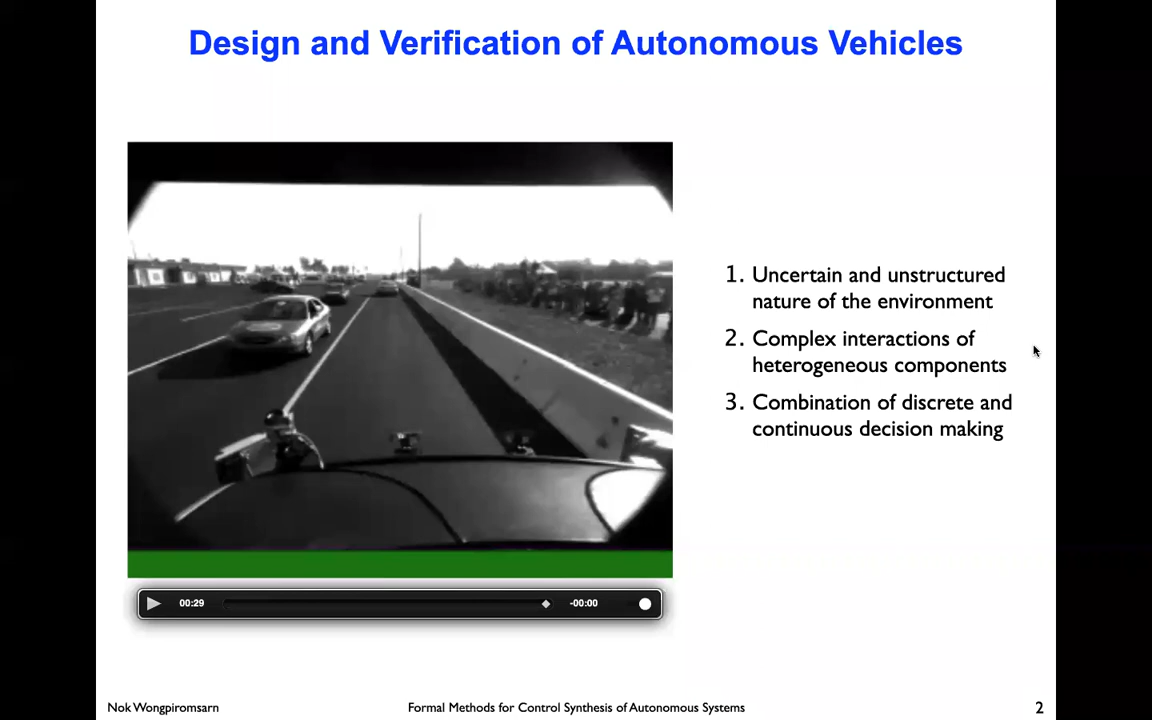 Design and Verification of Autonomous Vehicles
1. Uncertain and unstructured
nature of the environment
2. Complex interactions of
heterogeneous components
3. Combination of discrete and
continuous decision making
00:29
-00:00
Nok Wongpiromsarn
Formal Methods for Control Synthesis of Autonomous Systems
2